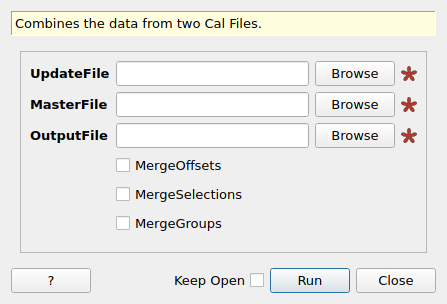 Combines the data from two Cal Files.
UpdateFile Browse *
MasterFile Browse *
OutputFile Browse *
MergeOffsets
MergeSelections
MergeGroups
? Keep Open Run Close